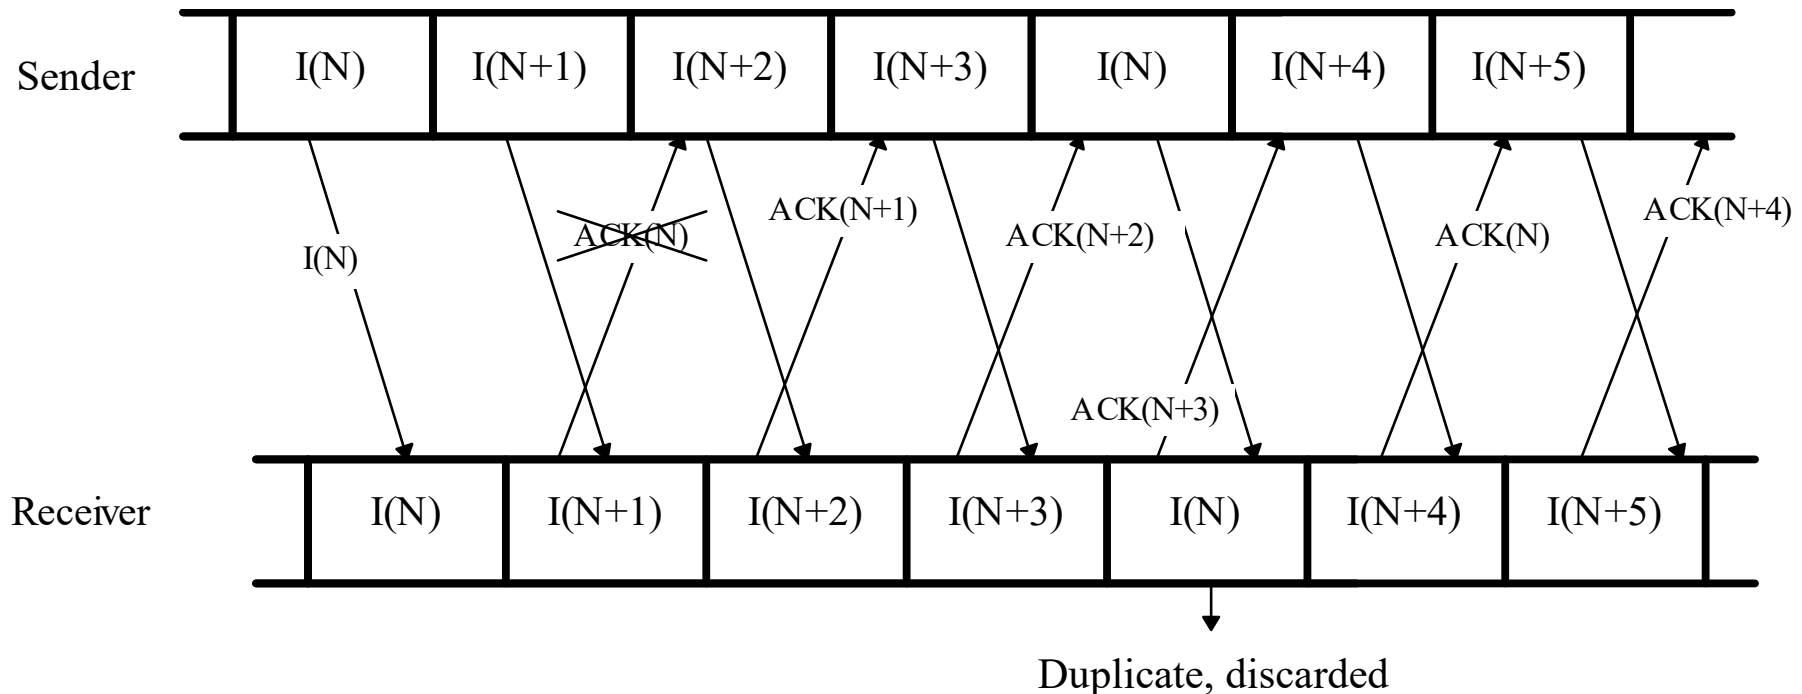 Sender I(N) I(N+1) I(N+2) I(N+3) I(N) I(N+4) I(N+5)
I(N) ACK(N) ACK(N+1) ACK(N+2) ACK(N+3) ACK(N) ACK(N+4)
Receiver I(N) I(N+1) I(N+2) I(N+3) I(N) I(N+4) I(N+5)
Duplicate, discarded